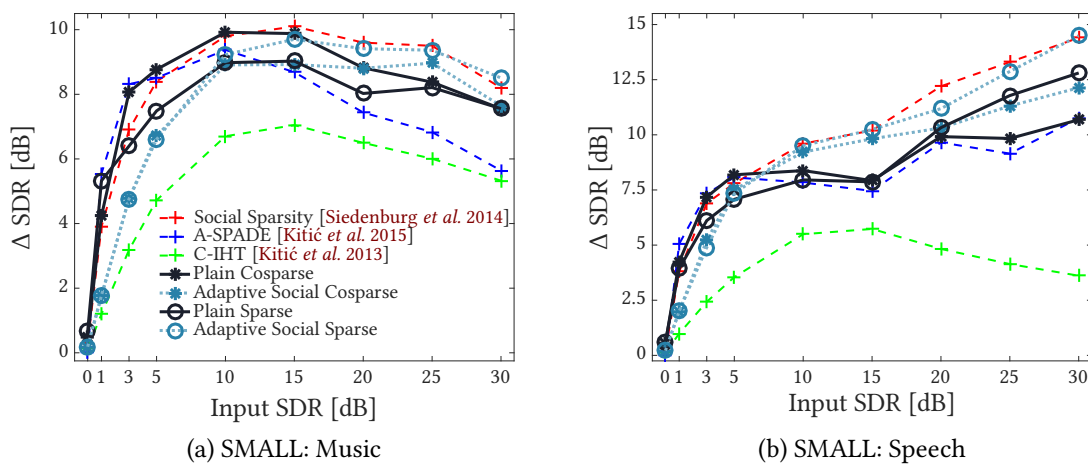 10
8
6
4
2
0
Δ SDR [dB]
Social Sparsity [Siedenburg et al. 2014]
A-SPADE [Kitić et al. 2015]
C-IHT [Kitić et al. 2013]
Plain Cosparse
Adaptive Social Cosparse
Plain Sparse
Adaptive Social Sparse
0 1 3 5 10 15 20 25 30
Input SDR [dB]
(a) SMALL: Music
15
12.5
10
7.5
5
2.5
0
Δ SDR [dB]
0 1 3 5 10 15 20 25 30
Input SDR [dB]
(b) SMALL: Speech